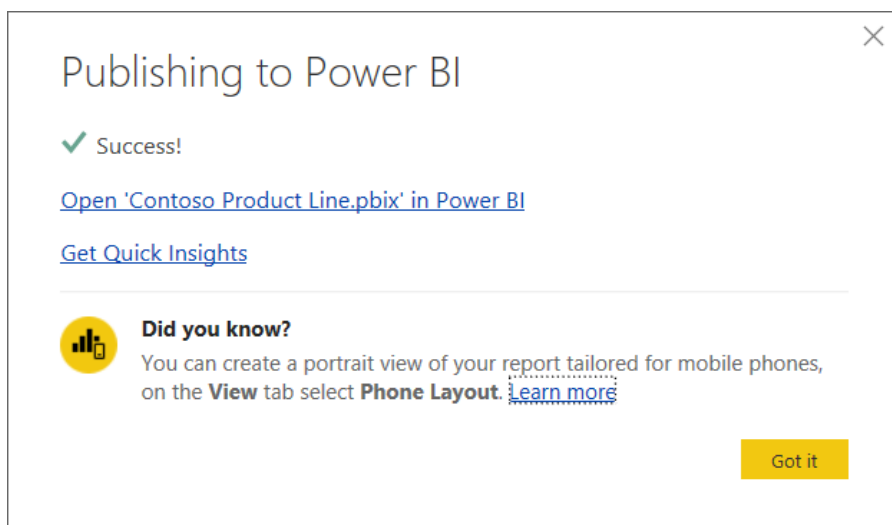 Publishing to Power BI
Success!
Open 'Contoso Product Line.pbix' in Power BI
Get Quick Insights
Did you know?
You can create a portrait view of your report tailored for mobile phones,
on the View tab select Phone Layout. Learn more
Got it